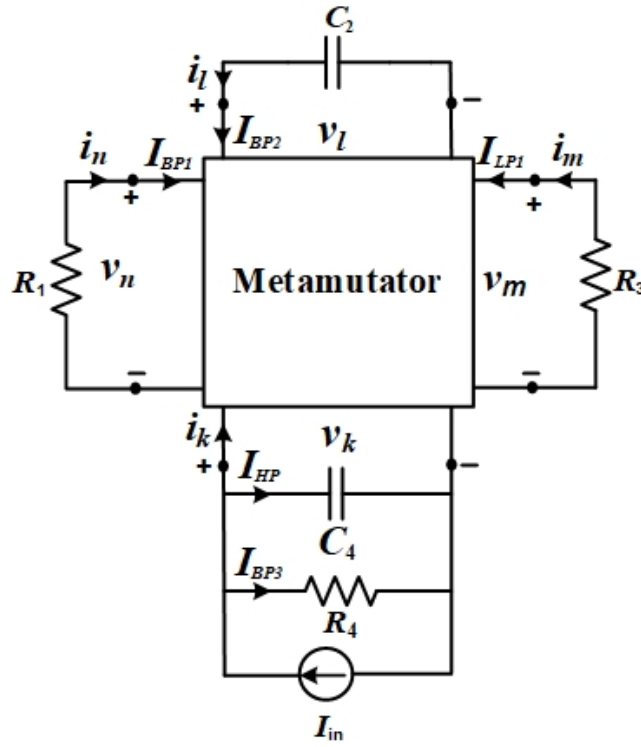 C2
il
+
−
IBP2
vl
in
IBP1
ILP1
im
+
+
R1
vn
Metamutator
vm
R3
−
−
ik
vk
+
−
IHP
C4
IBP3
R4
Iin